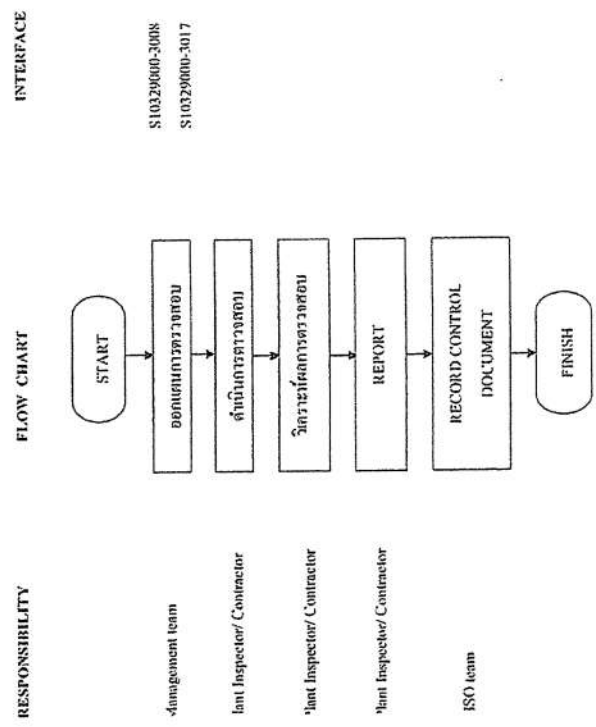 RESPONSIBILITY FLOW CHART INTERFACE
START
Management team ออกแผนการตรวจสอบ S10329000-3008
S10329000-3017
lant Inspector/ Contractor ดำเนินการตรวจสอบ
Plant Inspector/ Contractor วิเคราะห์ผลการตรวจสอบ
Plant Inspector/ Contractor REPORT
ISO team RECORD CONTROL
DOCUMENT
FINISH